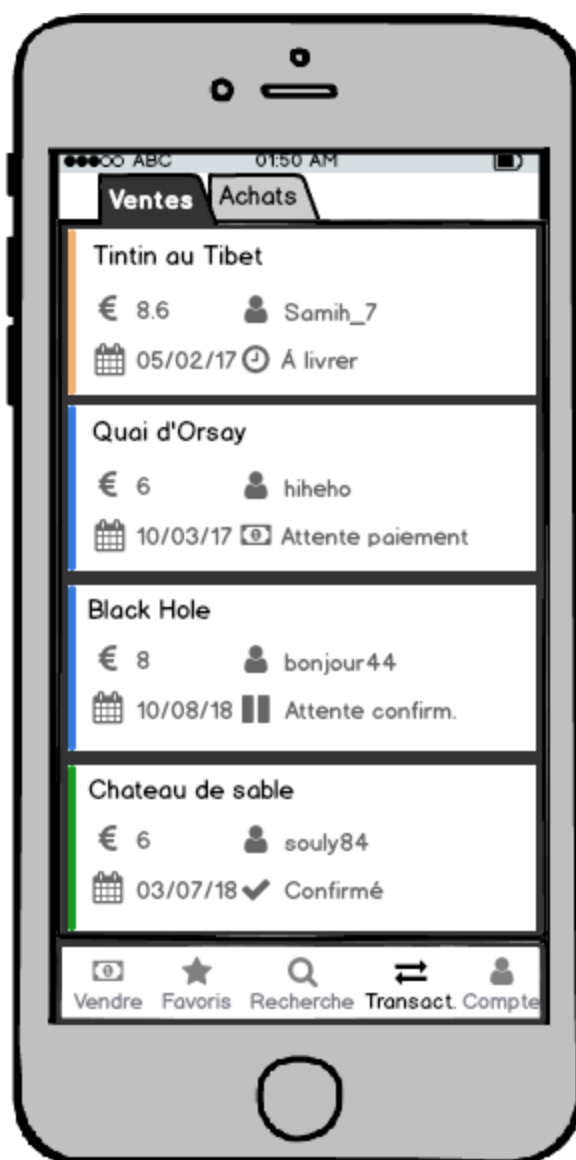 ABC 01:50 AM
Ventes Achats
Tintin au Tibet
€ 8.6 Samih_7
05/02/17 Á livrer
Quai d'Orsay
€ 6 hiheho
10/03/17 Attente paiement
Black Hole
€ 8 bonjour44
10/08/18 Attente confirm.
Chateau de sable
€ 6 souly84
03/07/18 Confirmé
Vendre Favoris Recherche Transact. Compte